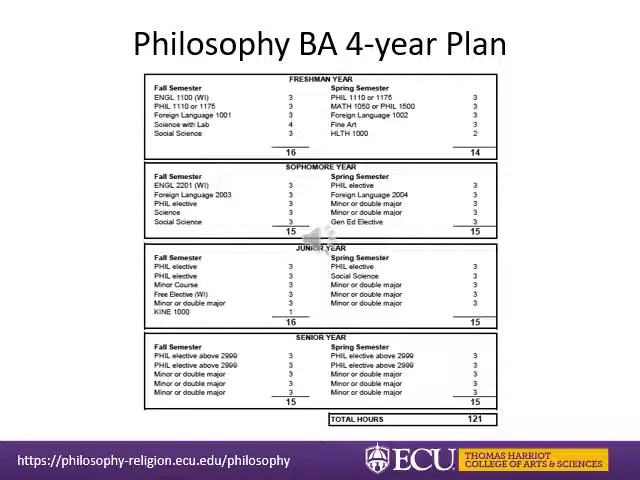 Philosophy BA 4-year Plan
FRESHMAN YEAR
Fall Semester Spring Semester
ENGL 1100 (WI) 3 PHIL 1110 or 1175 3
PHIL 1110 or 1175 3 MATH 1050 or PHIL 1500 3
Foreign Language 1001 3 Foreign Language 1002 3
Science with Lab 4 Fine Art 3
Social Science 3 HLTH 1000 2
16 14
SOPHOMORE YEAR
Fall Semester Spring Semester
ENGL 2201 (WI) 3 PHIL elective 3
Foreign Language 2003 3 Foreign Language 2004 3
PHIL elective 3 Minor or double major 3
Science 3 Minor or double major 3
Social Science 3 Gen Ed Elective 3
15 15
JUNIOR YEAR
Fall Semester Spring Semester
PHIL elective 3 PHIL elective 3
PHIL elective 3 Social Science 3
Minor Course 3 Minor or double major 3
Free Elective (WI) 3 Minor or double major 3
Minor or double major 3 Minor or double major 3
KINE 1000 1
16 15
SENIOR YEAR
Fall Semester Spring Semester
PHIL elective above 2999 3 PHIL elective above 2999 3
PHIL elective above 2999 3 PHIL elective above 2999 3
Minor or double major 3 Minor or double major 3
Minor or double major 3 Minor or double major 3
Minor or double major 3 Minor or double major 3
15 15
TOTAL HOURS 121
https://philosophy-religion.ecu.edu/philosophy
ECU
THOMAS HARRIOT
COLLEGE OF ARTS & SCIENCES